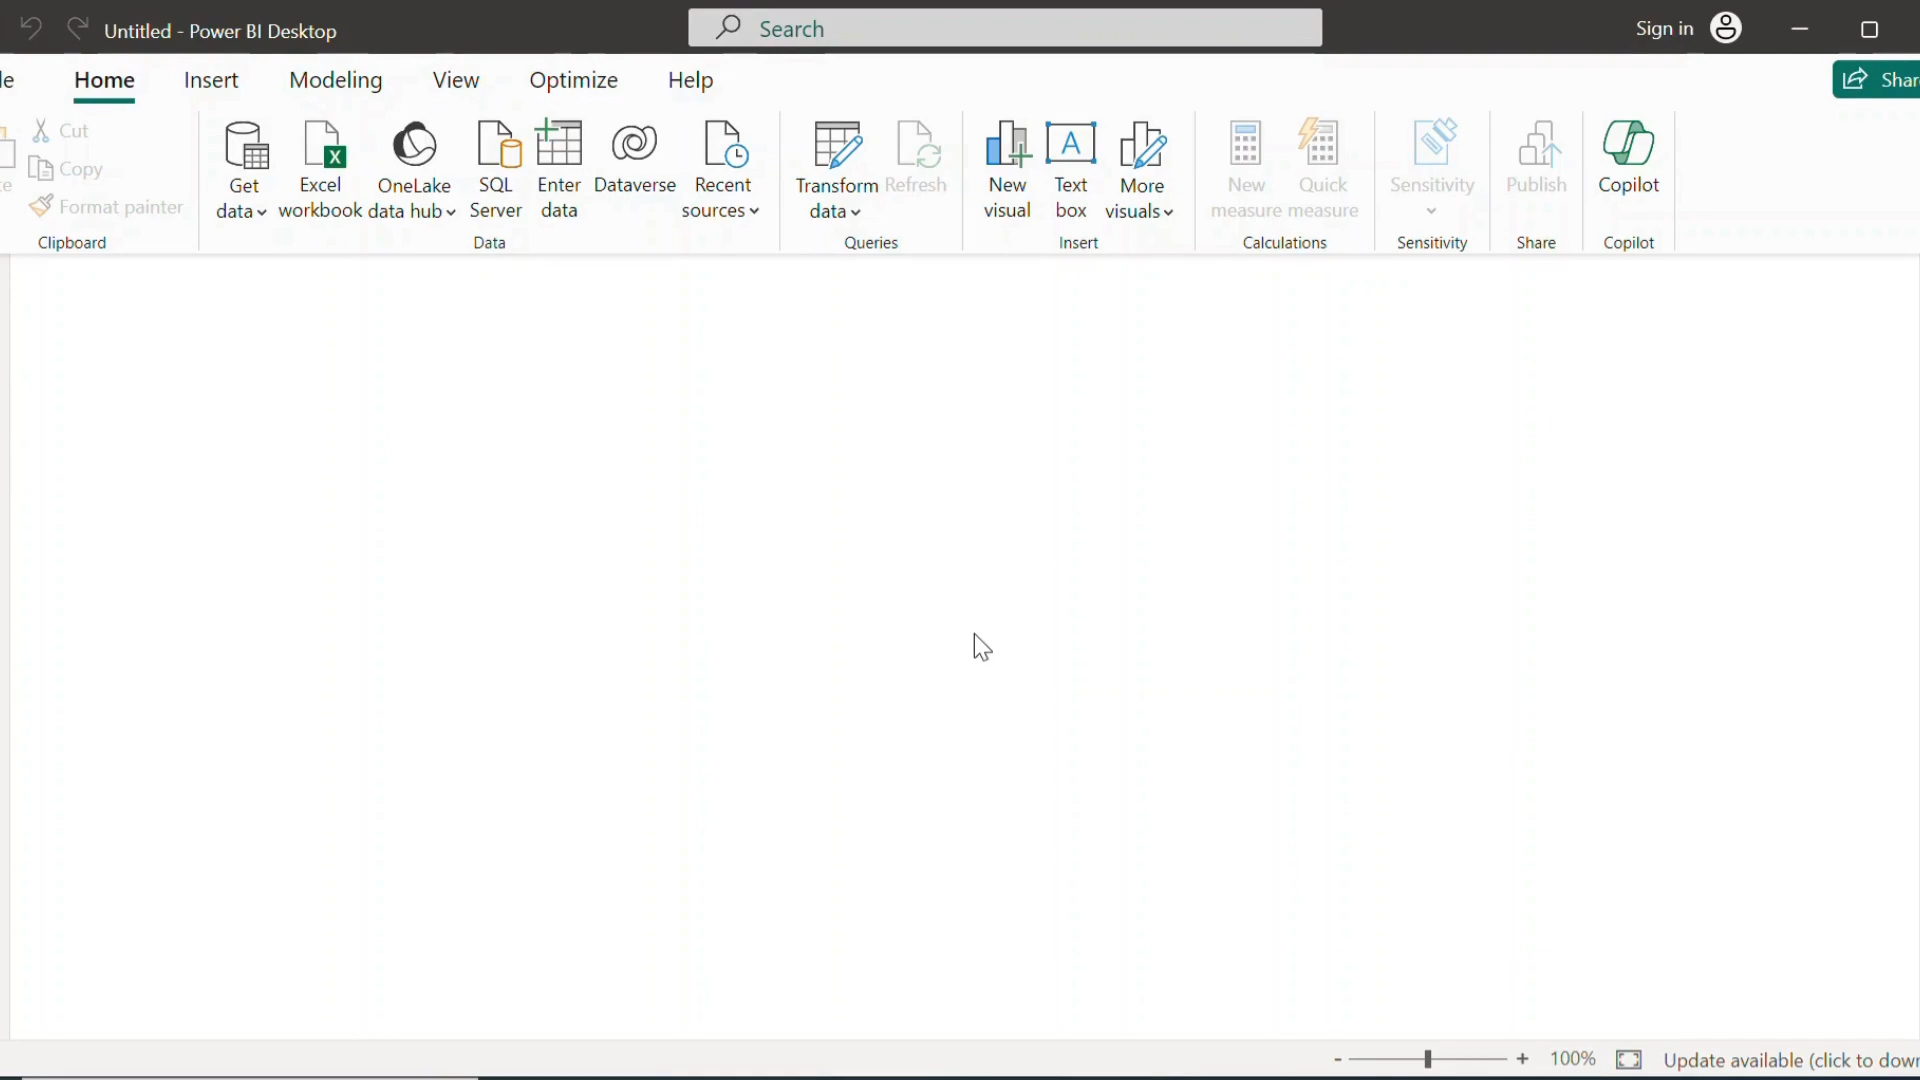 Untitled - Power BI Desktop
Search
Sign in
le
Home
Insert
Modeling
View
Optimize
Help
Shar
Cut
Copy
Format painter
Clipboard
Get
data
Excel
workbook
OneLake
data hub
SQL
Server
Enter
data
Dataverse
Recent
sources
Data
Transform
data
Refresh
Queries
New
visual
Text
box
More
visuals
Insert
New
measure
Quick
measure
Calculations
Sensitivity
Sensitivity
Publish
Share
Copilot
Copilot
- + 100%
Update available (click to down